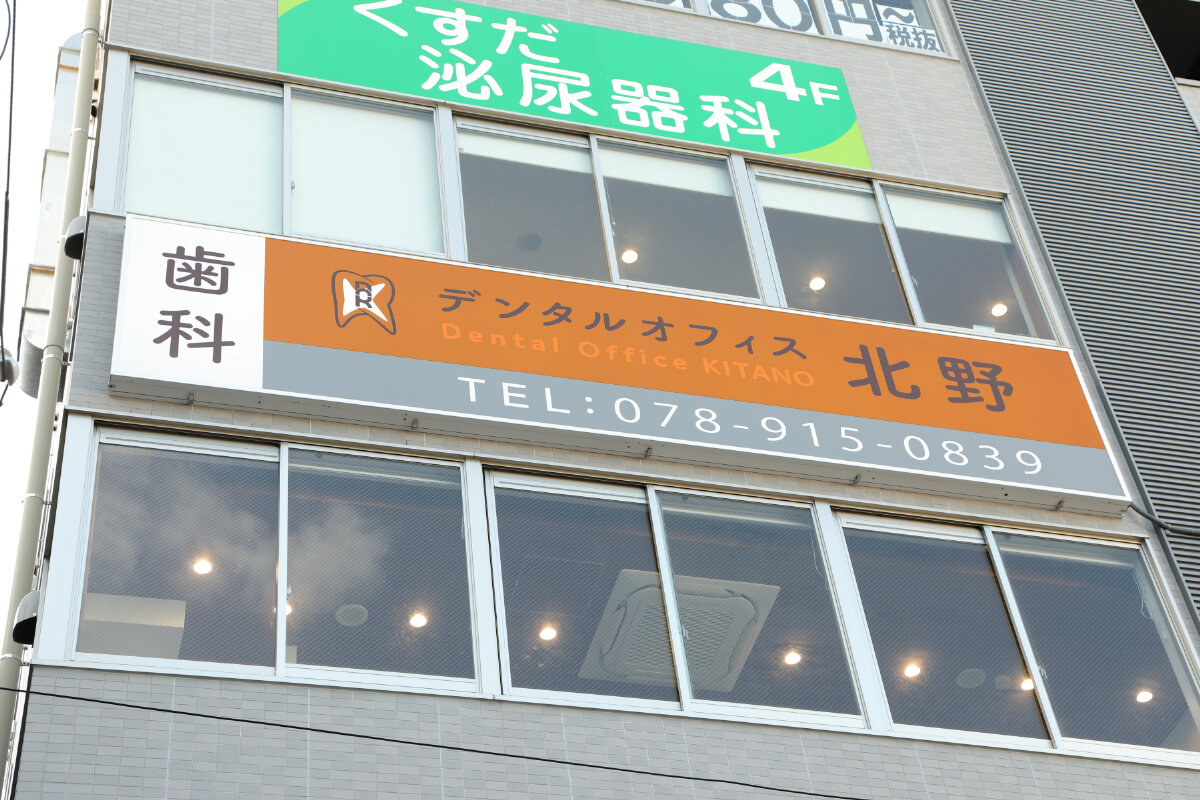 80円~
税抜
くすだ
泌尿器科
4F
歯科
デンタルオフィス
Dental Office KITANO
北野
TEL:078-915-0839